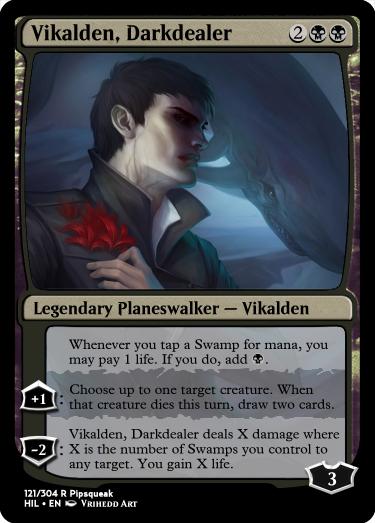 Vikalden, Darkdealer 2
Legendary Planeswalker — Vikalden
Whenever you tap a Swamp for mana, you
may pay 1 life. If you do, add .
+1: Choose up to one target creature. When
that creature dies this turn, draw two cards.
-2: Vikalden, Darkdealer deals X damage where
X is the number of Swamps you control to
any target. You gain X life.
3
121/304 R Pipsqueak
HIL • EN Vrihedd Art